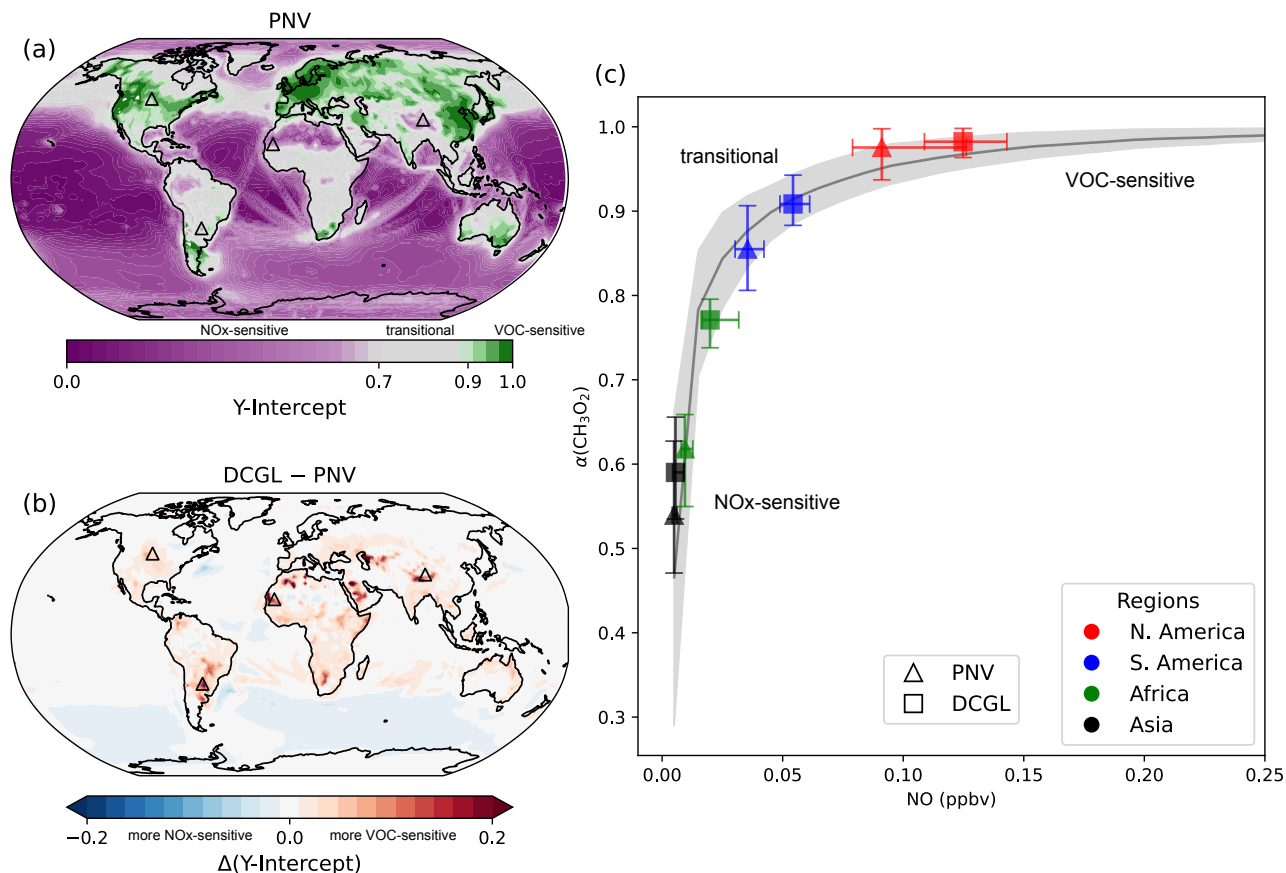 PNV
(a)
NOx-sensitive transitional VOC-sensitive
0.0 0.7 0.9 1.0
Y-Intercept
DCGL − PNV
(b)
more NOx-sensitive more VOC-sensitive
−0.2 0.0 0.2
Δ(Y-Intercept)
(c)
1.0
0.9
0.8
0.7
0.6
0.5
0.4
0.3
α(CH₃O₂)
transitional
VOC-sensitive
NOx-sensitive
PNV
DCGL
Regions
N. America
S. America
Africa
Asia
0.00 0.05 0.10 0.15 0.20 0.25
NO (ppbv)